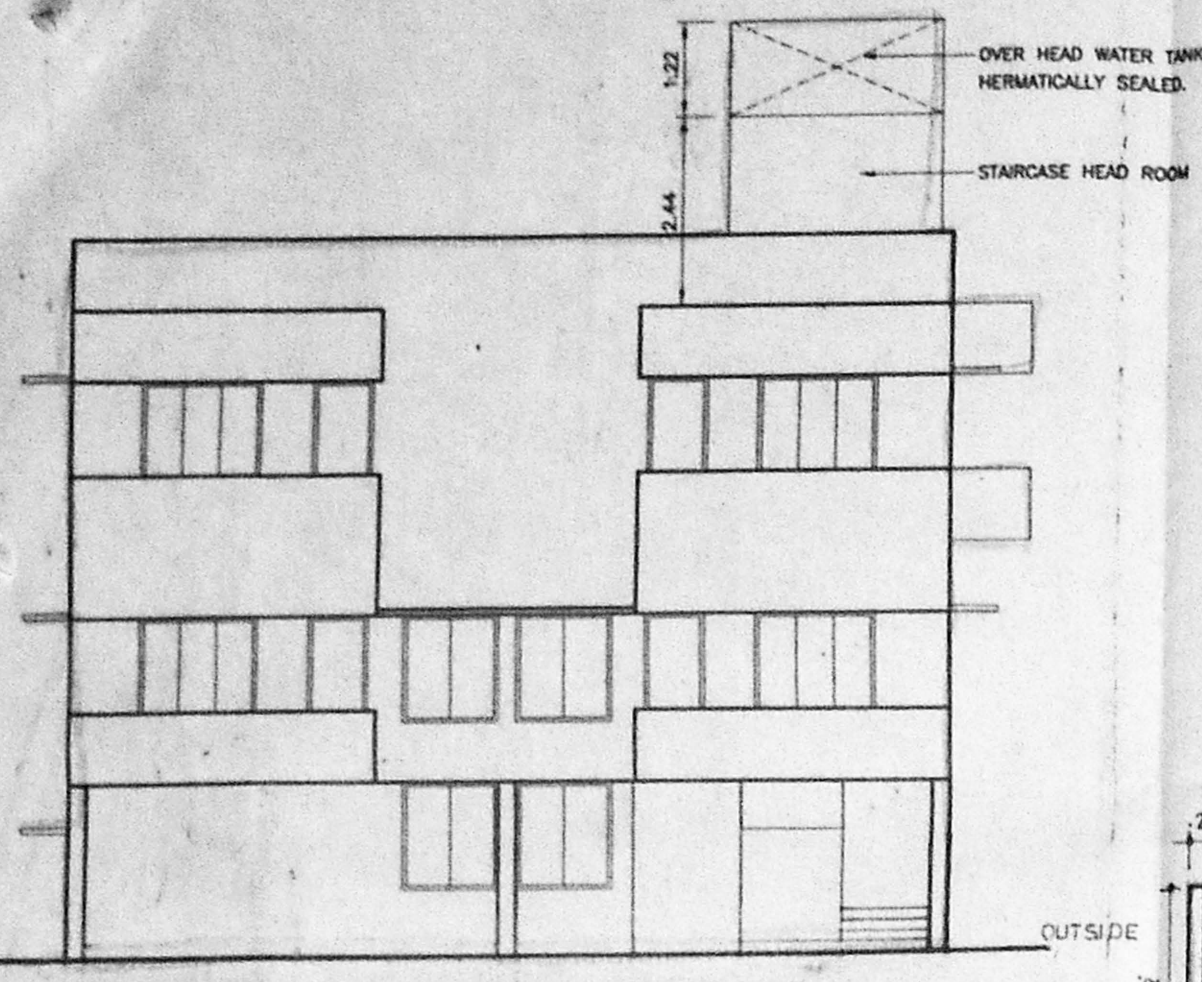 1.22
OVER HEAD WATER TANK
HERMATICALLY SEALED.
STAIRCASE HEAD ROOM
2.44
OUTSIDE